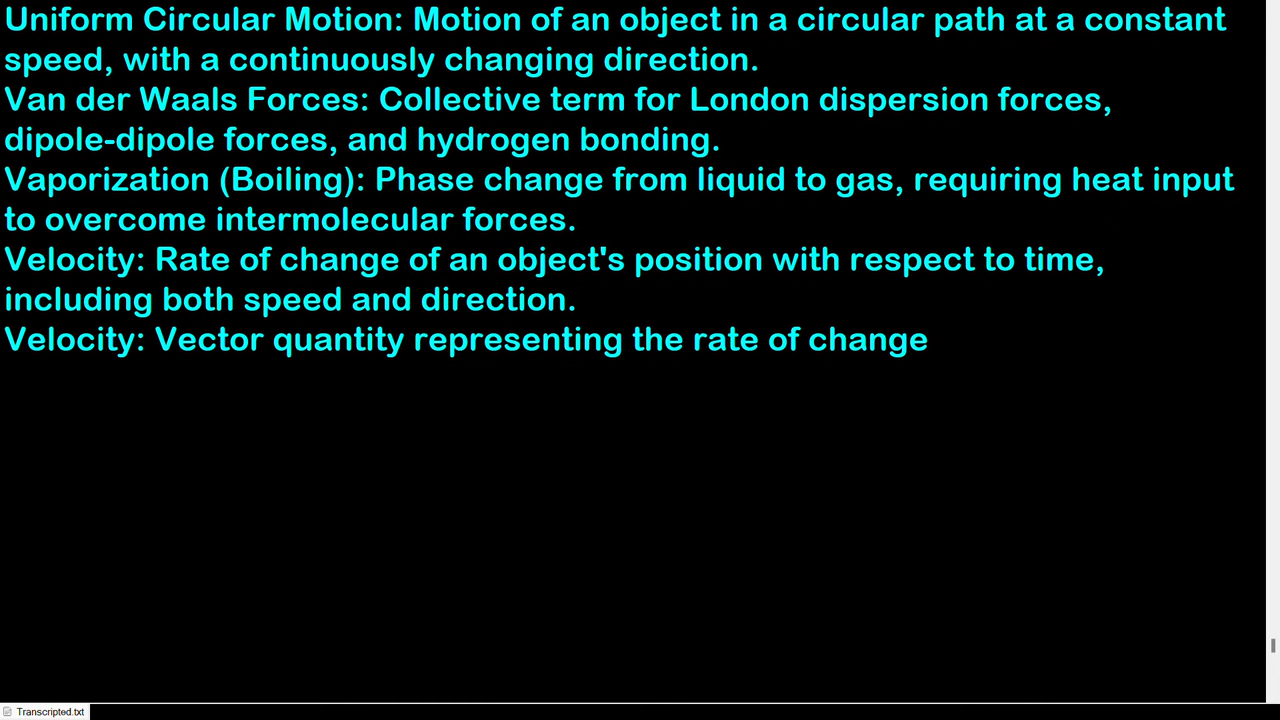 Uniform Circular Motion: Motion of an object in a circular path at a constant
speed, with a continuously changing direction.
Van der Waals Forces: Collective term for London dispersion forces,
dipole-dipole forces, and hydrogen bonding.
Vaporization (Boiling): Phase change from liquid to gas, requiring heat input
to overcome intermolecular forces.
Velocity: Rate of change of an object's position with respect to time,
including both speed and direction.
Velocity: Vector quantity representing the rate of change
Transcripted.txt